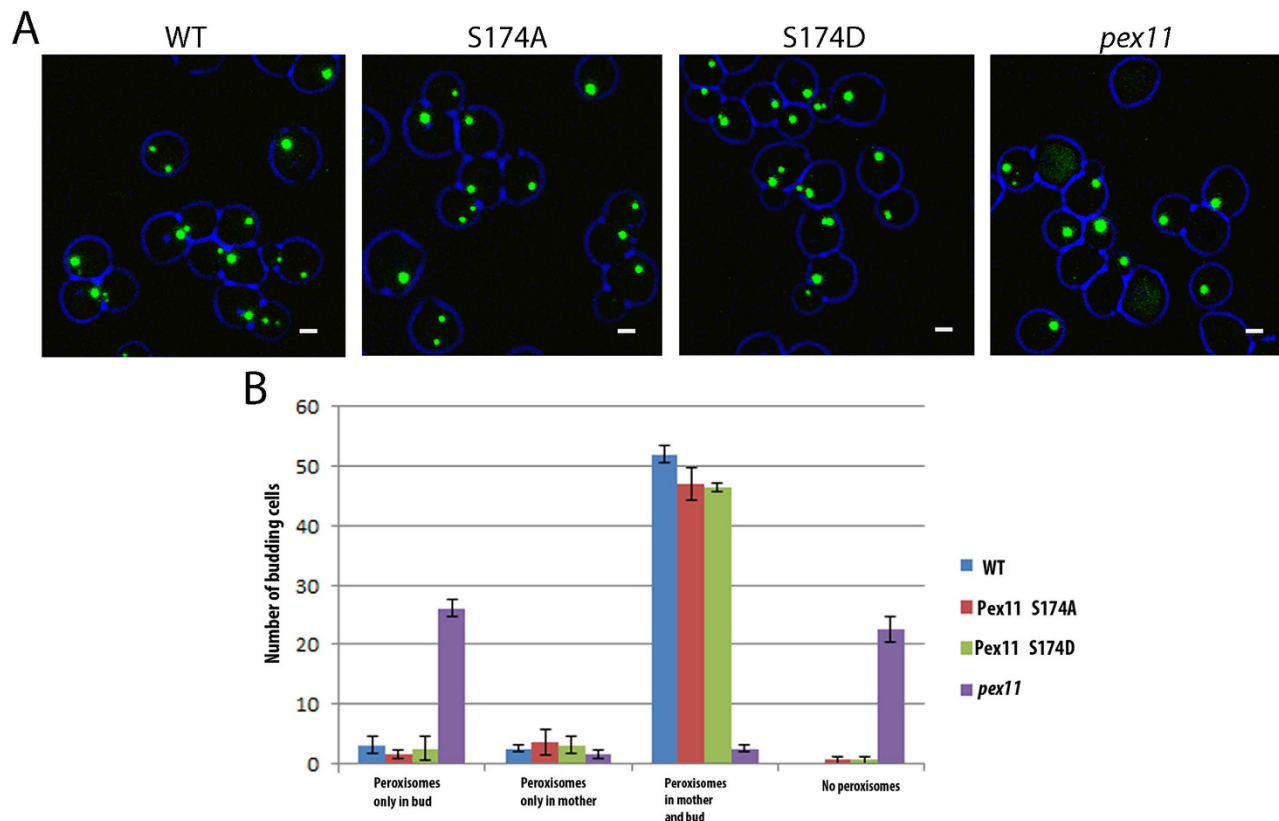 A
WT
S174A
S174D
pex11
B
60
50
40
30
20
10
0
Number of budding cells
Peroxisomes
only in bud
Peroxisomes
only in mother
Peroxisomes
in mother
and bud
No peroxisomes
WT
Pex11 S174A
Pex11 S174D
pex11